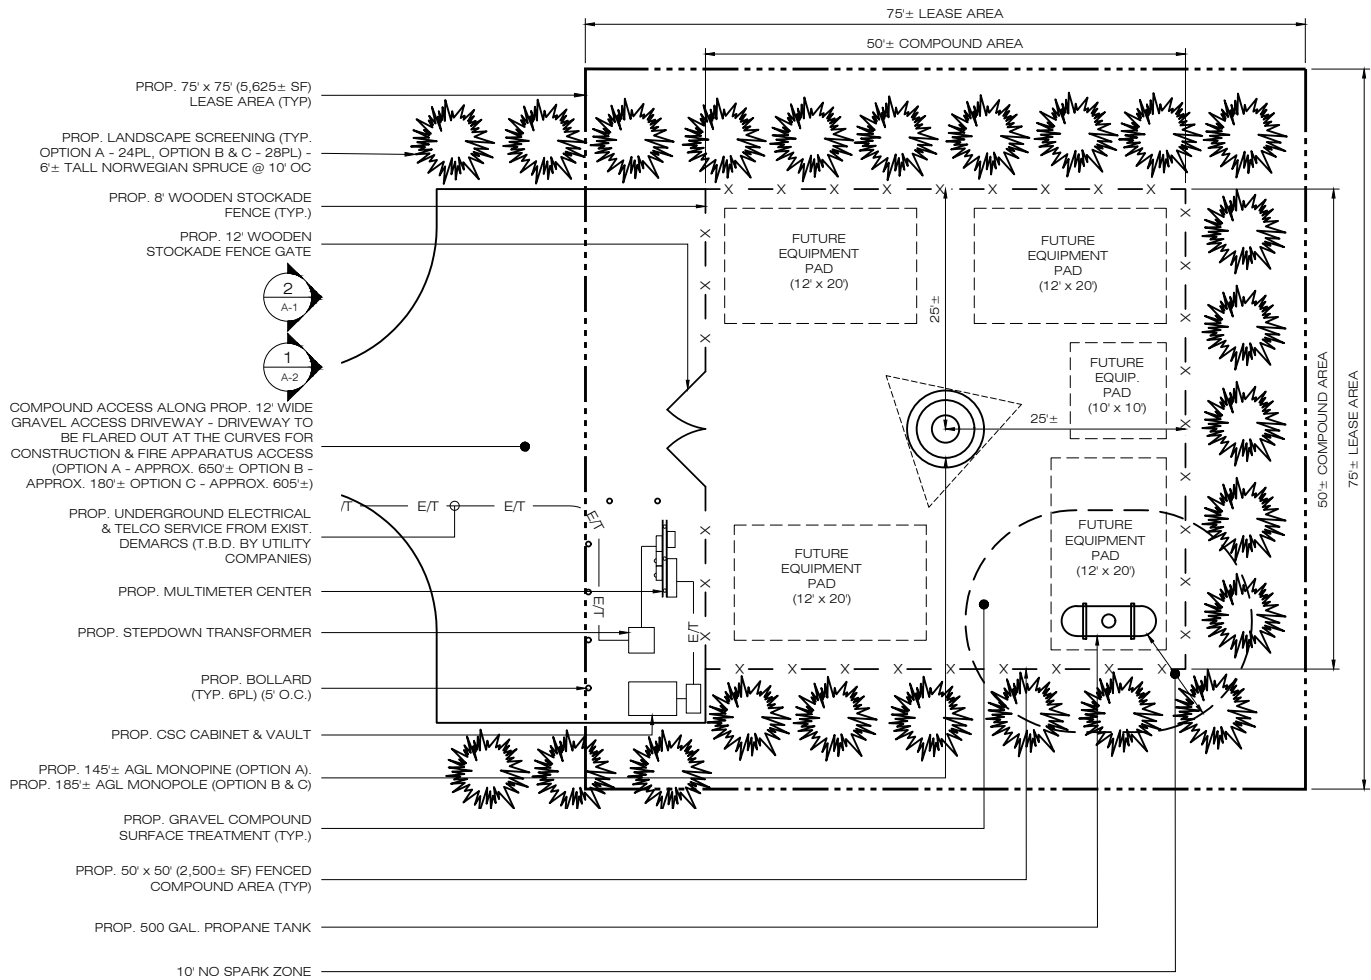 75'± LEASE AREA
50'± COMPOUND AREA
PROP. 75' x 75' (5,625± SF)
LEASE AREA (TYP)
PROP. LANDSCAPE SCREENING (TYP.
OPTION A - 24PL, OPTION B & C - 28PL) -
6'± TALL NORWEGIAN SPRUCE @ 10' OC
PROP. 8' WOODEN STOCKADE
FENCE (TYP.)
PROP. 12' WOODEN
STOCKADE FENCE GATE
2
A-1
1
A-2
COMPOUND ACCESS ALONG PROP. 12' WIDE
GRAVEL ACCESS DRIVEWAY - DRIVEWAY TO
BE FLARED OUT AT THE CURVES FOR
CONSTRUCTION & FIRE APPARATUS ACCESS
(OPTION A - APPROX. 650'± OPTION B -
APPROX. 180'± OPTION C - APPROX. 605'±)
PROP. UNDERGROUND ELECTRICAL
& TELCO SERVICE FROM EXIST.
DEMARCS (T.B.D. BY UTILITY
COMPANIES)
PROP. MULTIMETER CENTER
PROP. STEPDOWN TRANSFORMER
PROP. BOLLARD
(TYP. 6PL) (5' O.C.)
PROP. CSC CABINET & VAULT
PROP. 145'± AGL MONOPINE (OPTION A).
PROP. 185'± AGL MONOPOLE (OPTION B & C)
PROP. GRAVEL COMPOUND
SURFACE TREATMENT (TYP.)
PROP. 50' x 50' (2,500± SF) FENCED
COMPOUND AREA (TYP)
PROP. 500 GAL. PROPANE TANK
10' NO SPARK ZONE
/T
E/T
E/T
E/T
E/T
E/T
FUTURE
EQUIPMENT
PAD
(12' x 20')
FUTURE
EQUIPMENT
PAD
(12' x 20')
25'±
FUTURE
EQUIP.
PAD
(10' x 10')
25'±
FUTURE
EQUIPMENT
PAD
(12' x 20')
FUTURE
EQUIPMENT
PAD
(12' x 20')
50'± COMPOUND AREA
75'± LEASE AREA